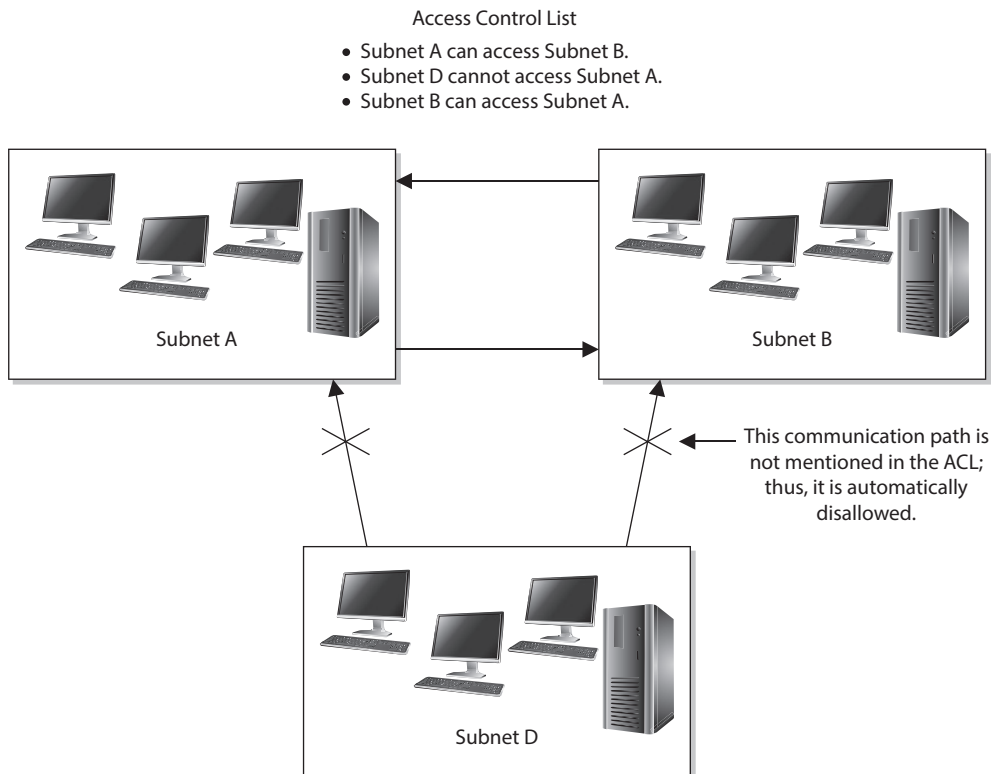 Access Control List
• Subnet A can access Subnet B.
• Subnet D cannot access Subnet A.
• Subnet B can access Subnet A.
Subnet A
Subnet B
This communication path is
not mentioned in the ACL;
thus, it is automatically
disallowed.
Subnet D